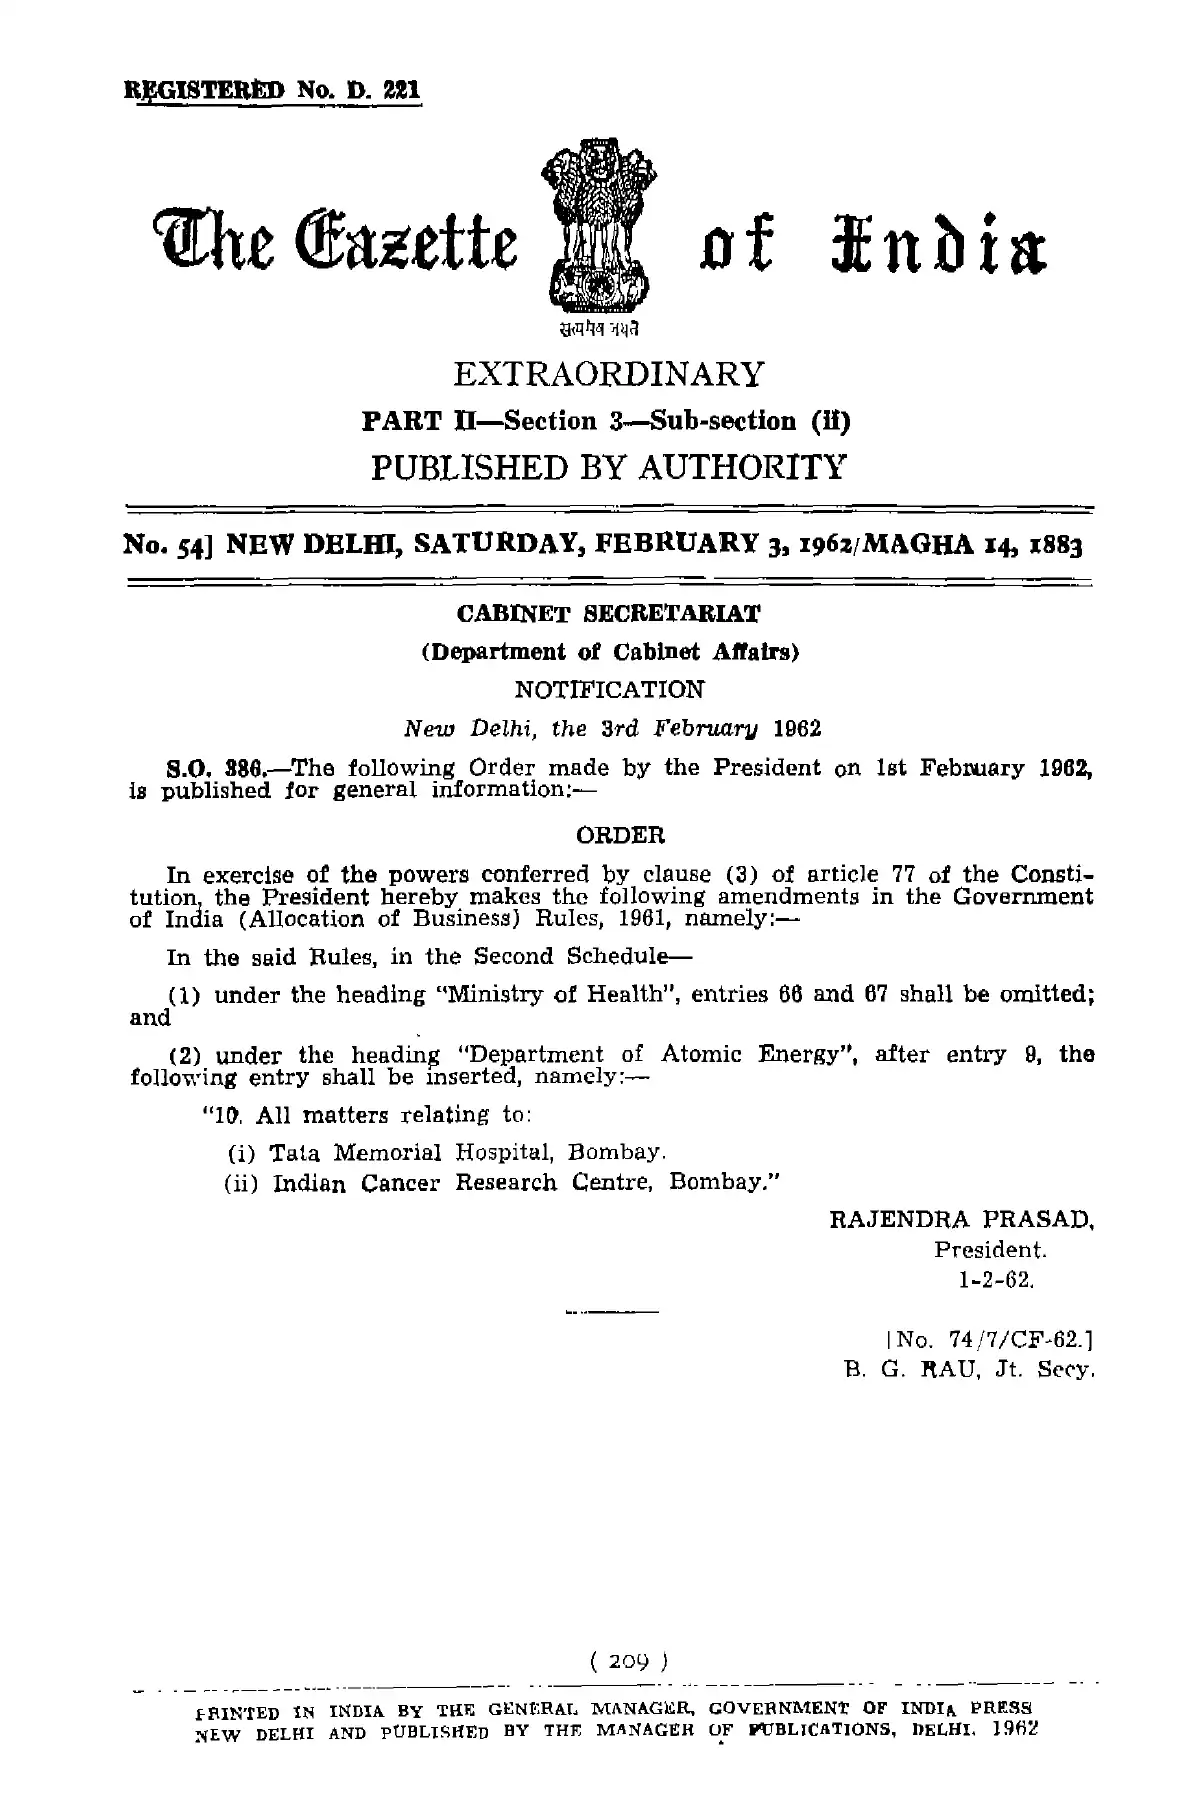 REGISTERED No. D. 221
The Gazette of India
सत्यमेव जयते
EXTRAORDINARY
PART II—Section 3—Sub-section (ii)
PUBLISHED BY AUTHORITY
No. 54] NEW DELHI, SATURDAY, FEBRUARY 3, 1962/MAGHA 14, 1883
CABINET SECRETARIAT
(Department of Cabinet Affairs)
NOTIFICATION
New Delhi, the 3rd February 1962
S.O. 386.—The following Order made by the President on 1st February 1962,
is published for general information:—
ORDER
In exercise of the powers conferred by clause (3) of article 77 of the Consti-
tution, the President hereby makes the following amendments in the Government
of India (Allocation of Business) Rules, 1961, namely:—
In the said Rules, in the Second Schedule—
(1) under the heading "Ministry of Health", entries 66 and 67 shall be omitted;
and
(2) under the heading "Department of Atomic Energy", after entry 9, the
following entry shall be inserted, namely:—
"10. All matters relating to:
(i) Tata Memorial Hospital, Bombay.
(ii) Indian Cancer Research Centre, Bombay."
RAJENDRA PRASAD,
President.
1-2-62.
[No. 74/7/CF-62.]
B. G. RAU, Jt. Secy.
( 209 )
PRINTED IN INDIA BY THE GENERAL MANAGER, GOVERNMENT OF INDIA PRESS
NEW DELHI AND PUBLISHED BY THE MANAGER OF PUBLICATIONS, DELHI, 1962